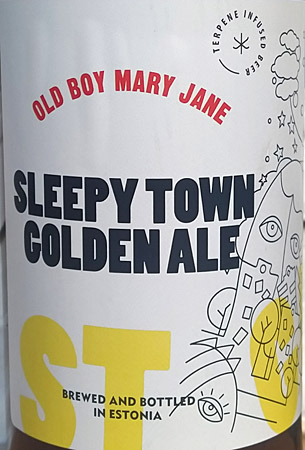 TERPENE INFUSED BEER
OLD BOY MARY JANE
SLEEPY TOWN
GOLDEN ALE
ST
BREWED AND BOTTLED
IN ESTONIA